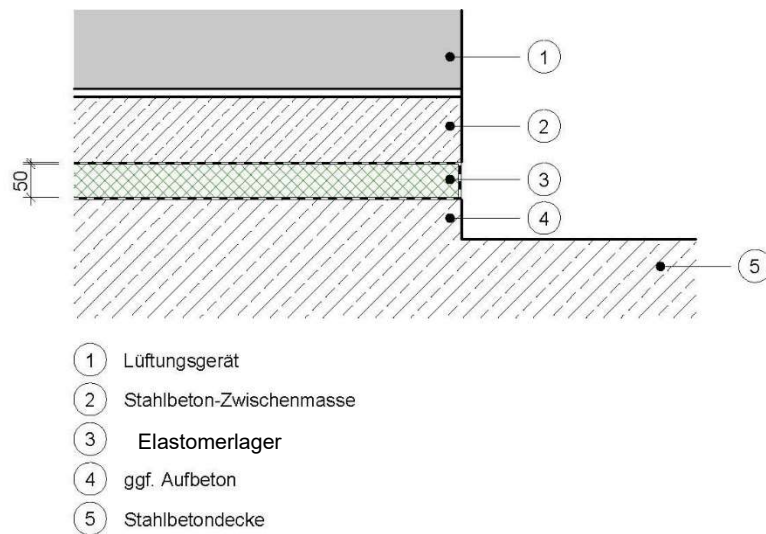 1
2
50
3
4
5
1 Lüftungsgerät
2 Stahlbeton-Zwischenmasse
3 Elastomerlager
4 ggf. Aufbeton
5 Stahlbetondecke